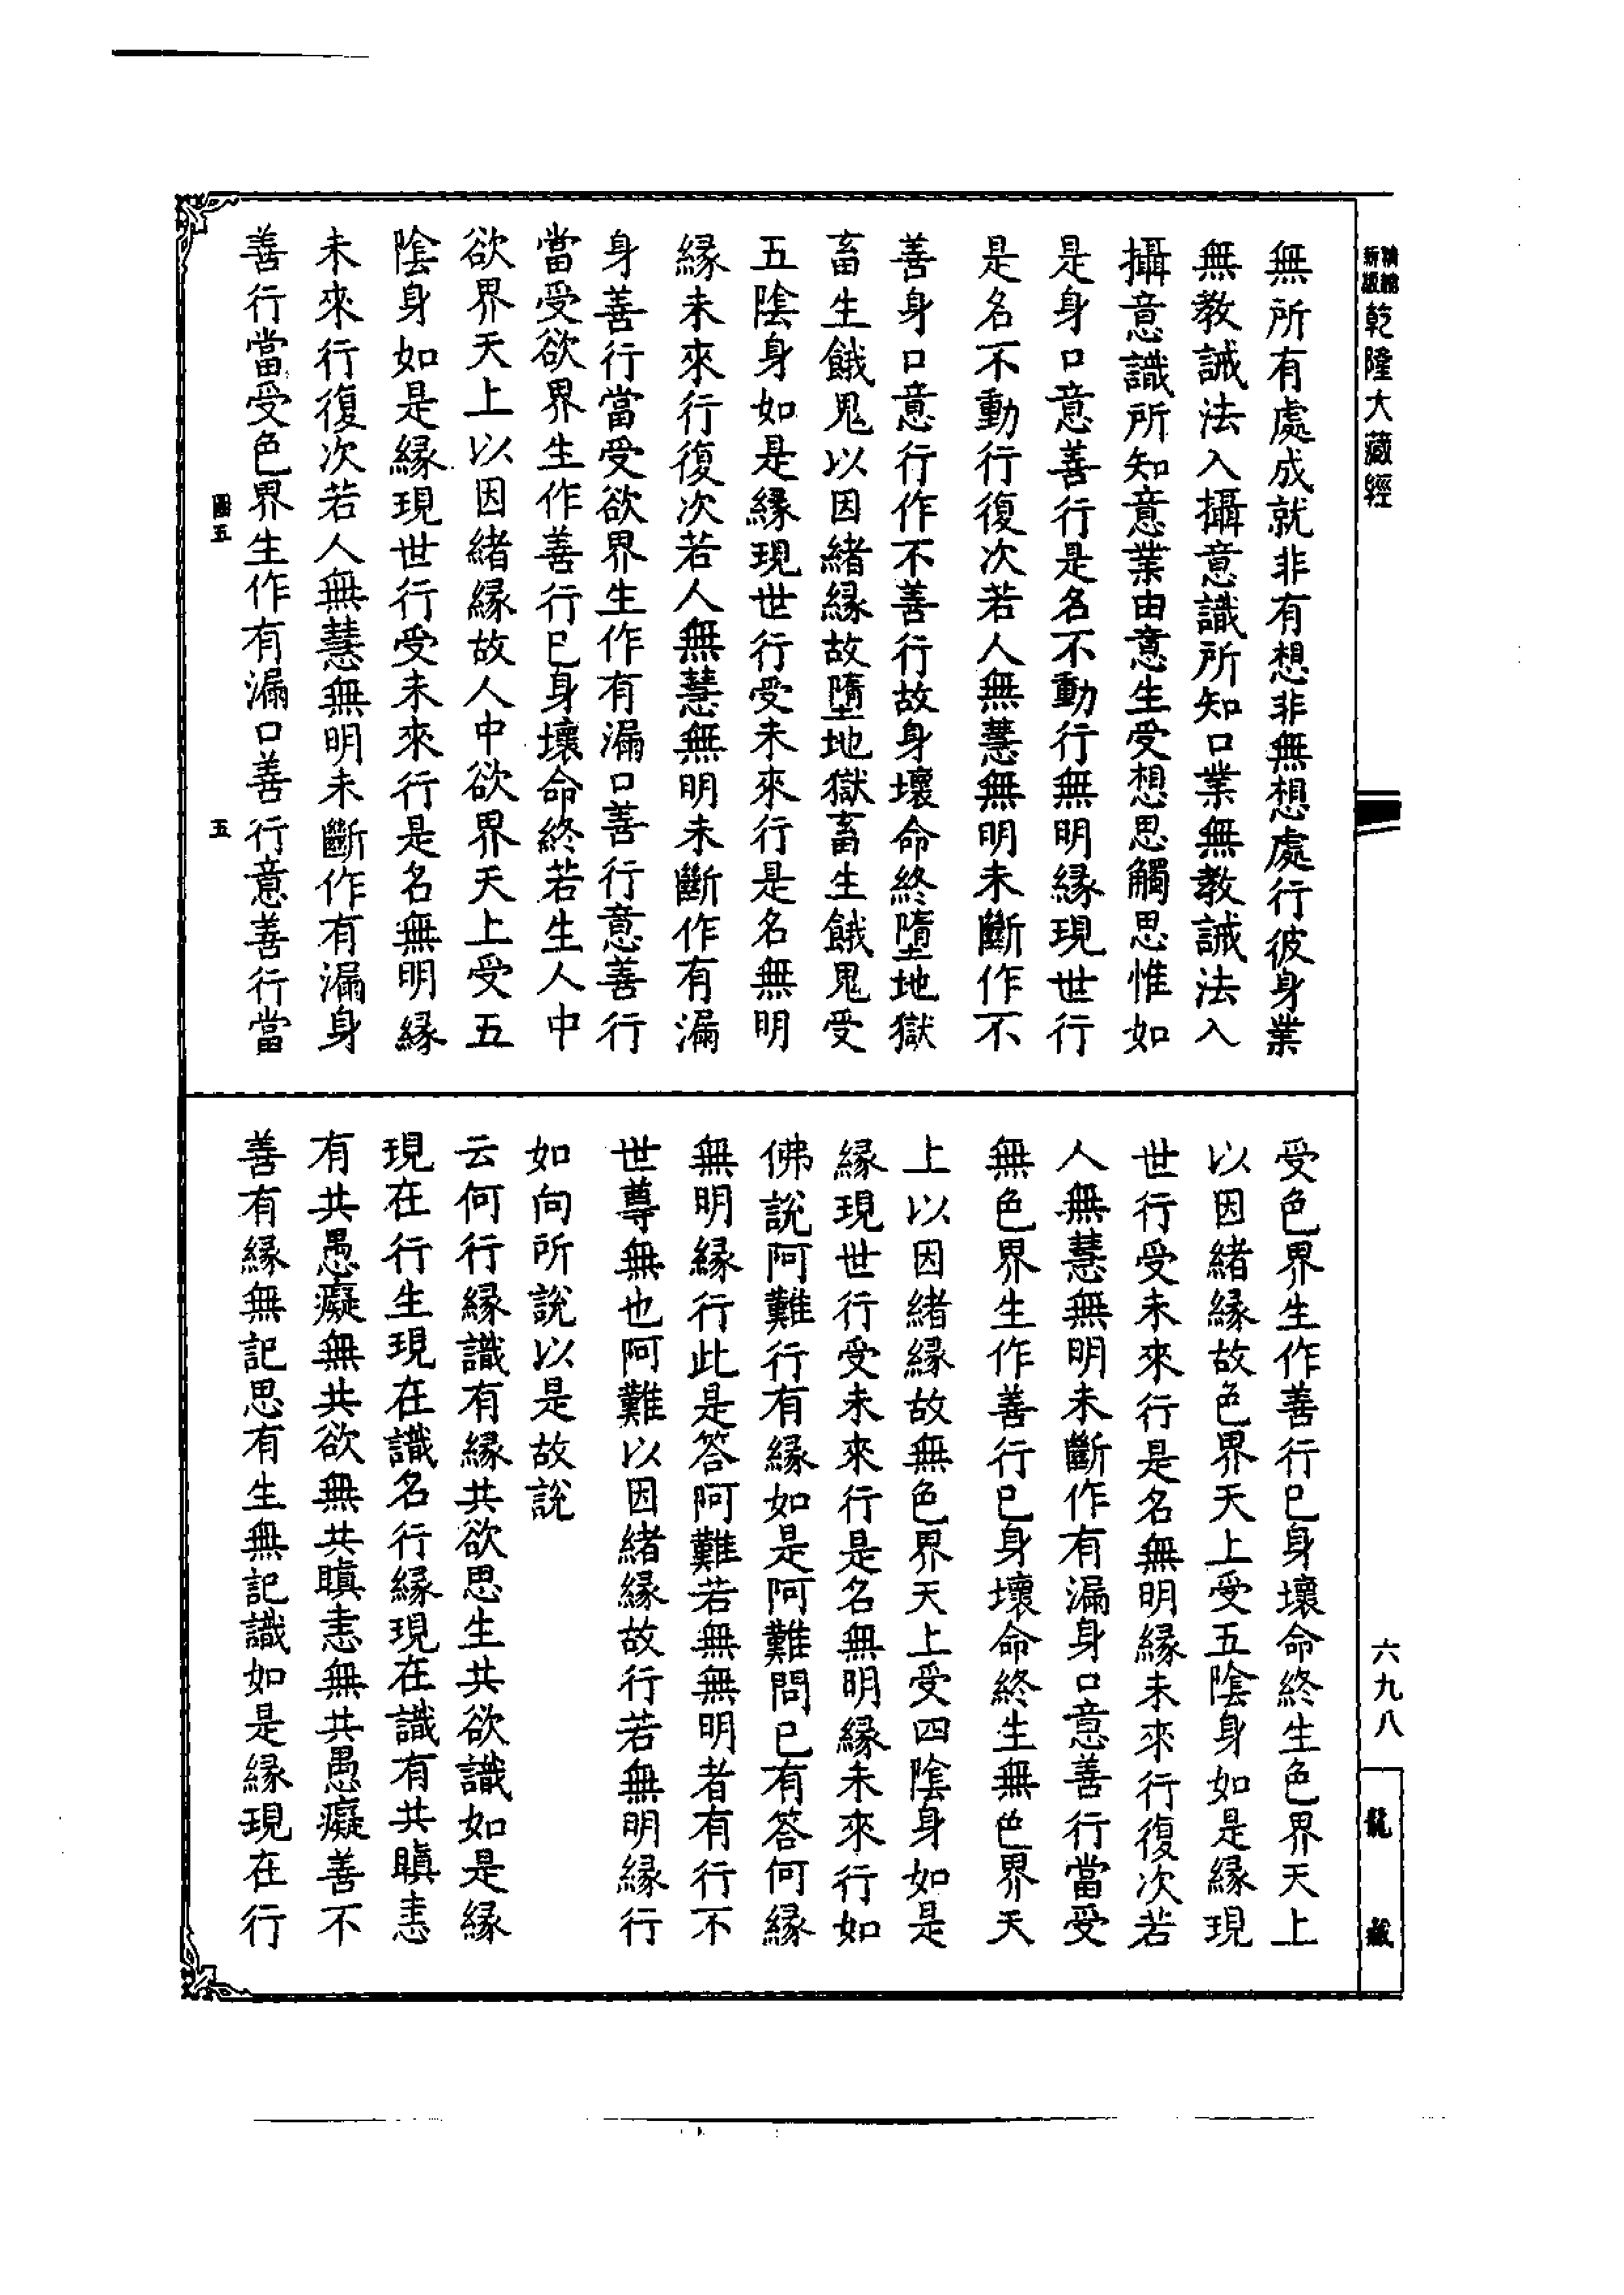 精縮
新版
乾隆大藏經
無所有處成就非有想非無想處行彼身業
無教誡法入攝意識所知口業無教誡法入
攝意識所知意業由意生受想思觸思惟如
是身口意善行是名不動行無明緣現世行
是名不動行復次若人無慧無明未斷作不
善身口意行作不善行故身壞命終墮地獄
畜生餓鬼以因緒緣故墮地獄畜生餓鬼受
五陰身如是緣現世行受未來行是名無明
緣未來行復次若人無慧無明未斷作有漏
身善行當受欲界生作有漏口善行意善行
當受欲界生作善行已身壞命終若生人中
欲界天上以因緒緣故人中欲界天上受五
陰身如是緣現世行受未來行是名無明緣
未來行復次若人無慧無明未斷作有漏身
善行當受色界生作有漏口善行意善行當
圖五
五
受色界生作善行已身壞命終生色界天上
以因緒緣故色界天上受五陰身如是緣現
世行受未來行是名無明緣未來行復次若
人無慧無明未斷作有漏身口意善行當受
無色界生作善行已身壞命終生無色界天
上以因緒緣故無色界天上受四陰身如是
緣現世行受未來行是名無明緣未來行如
佛說阿難行有緣如是阿難問已有答何緣
無明緣行此是答阿難若無無明者有行不
世尊無也阿難以因緒緣故行若無明緣行
如向所說以是故說
云何行緣識有緣共欲思生共欲識如是緣
現在行生現在識名行緣現在識有共瞋恚
有共愚癡無共欲無共瞋恚無共愚癡善不
善有緣無記思有生無記識如是緣現在行
六九八
龍藏